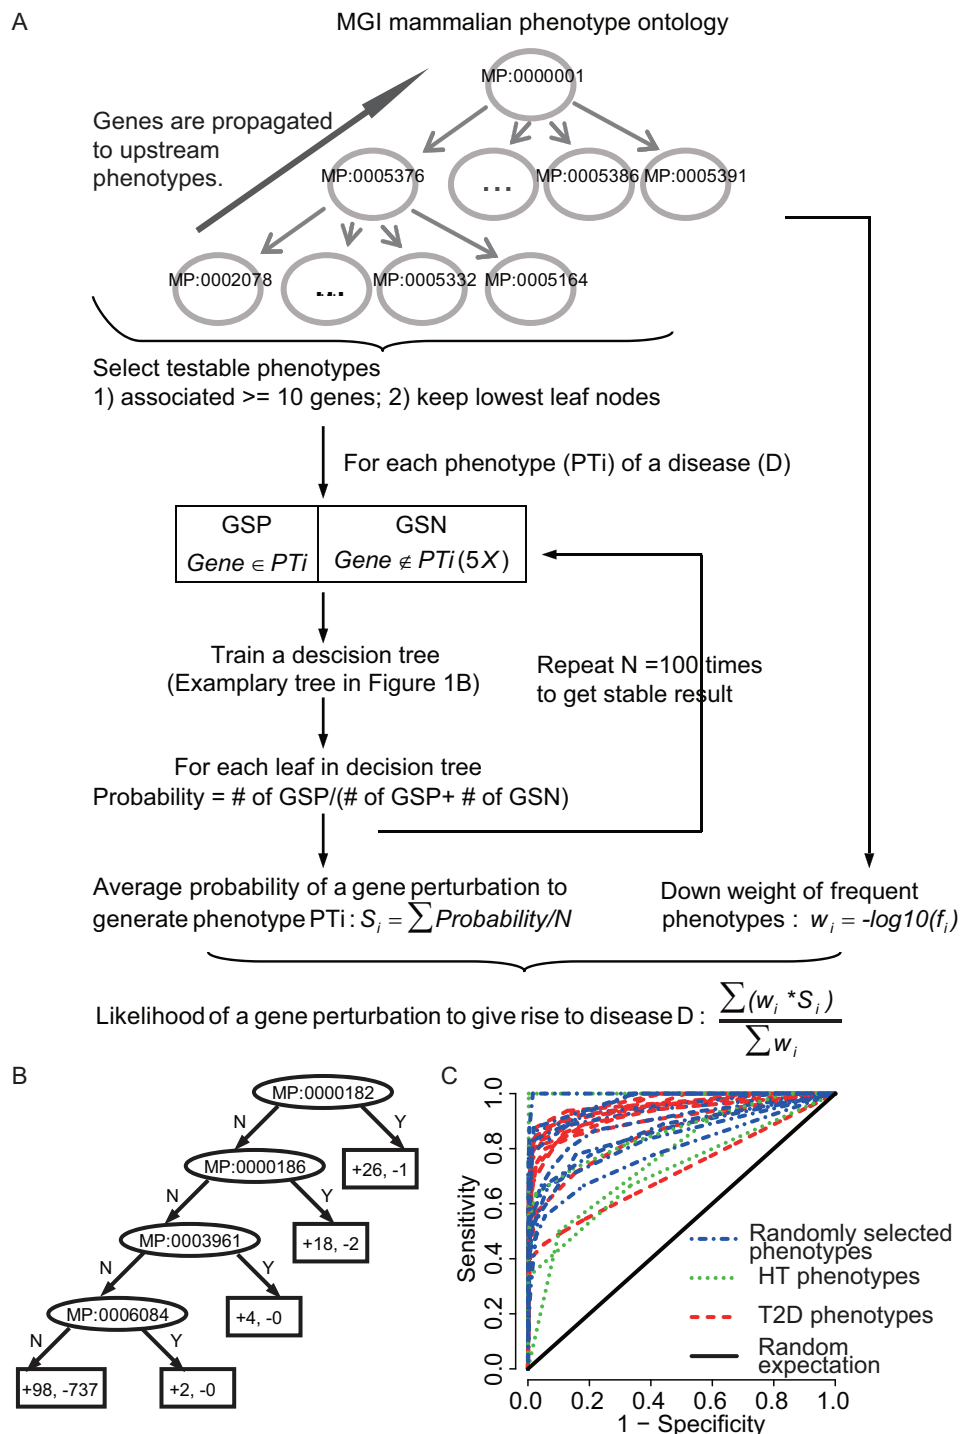 A
MGI mammalian phenotype ontology
MP:0000001
Genes are propagated
to upstream
phenotypes.
MP:0005376
...
MP:0005386
MP:0005391
MP:0002078
...
MP:0005332
MP:0005164
Select testable phenotypes
1) associated >= 10 genes; 2) keep lowest leaf nodes
For each phenotype (PTi) of a disease (D)
GSP
Gene ∈ PTi
GSN
Gene ∉ PTi (5X)
Train a descision tree
(Examplary tree in Figure 1B)
Repeat N =100 times
to get stable result
For each leaf in decision tree
Probability = # of GSP/(# of GSP+ # of GSN)
Average probability of a gene perturbation to
generate phenotype PTi : S_i = ∑ Probability/N
Down weight of frequent
phenotypes : w_i = -log10(f_i)
Likelihood of a gene perturbation to give rise to disease D : ∑(w_i *S_i) / ∑ w_i
B
MP:0000182
N
Y
MP:0000186
+26, -1
N
Y
MP:0003961
+18, -2
N
Y
MP:0006084
+4, -0
N
Y
+98, -737
+2, -0
C
Sensitivity
1.0
0.8
0.6
0.4
0.2
0.0
Randomly selected
phenotypes
HT phenotypes
T2D phenotypes
Random
expectation
0.0 0.2 0.4 0.6 0.8 1.0
1 − Specificity